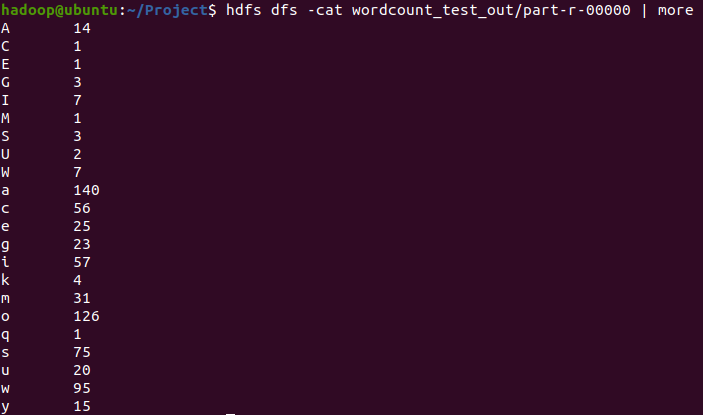 hadoop@ubuntu:~/Project$ hdfs dfs -cat wordcount_test_out/part-r-00000 | more
A 14
C 1
E 1
G 3
I 7
M 1
S 3
U 2
W 7
a 140
c 56
e 25
g 23
i 57
k 4
m 31
o 126
q 1
s 75
u 20
w 95
y 15